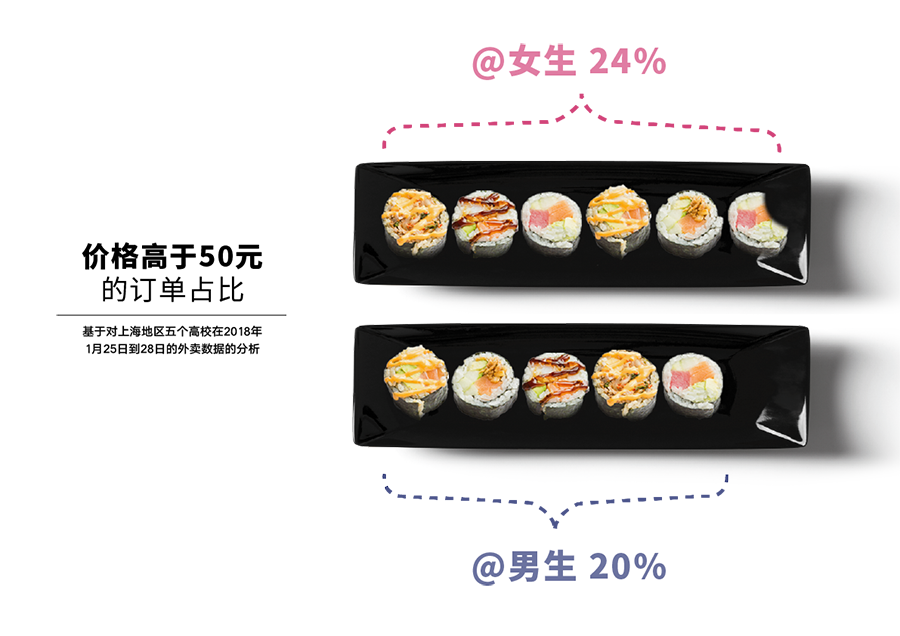 @女生 24%
价格高于50元
的订单占比
基于对上海地区五个高校在2018年
1月25日到28日的外卖数据的分析
@男生 20%